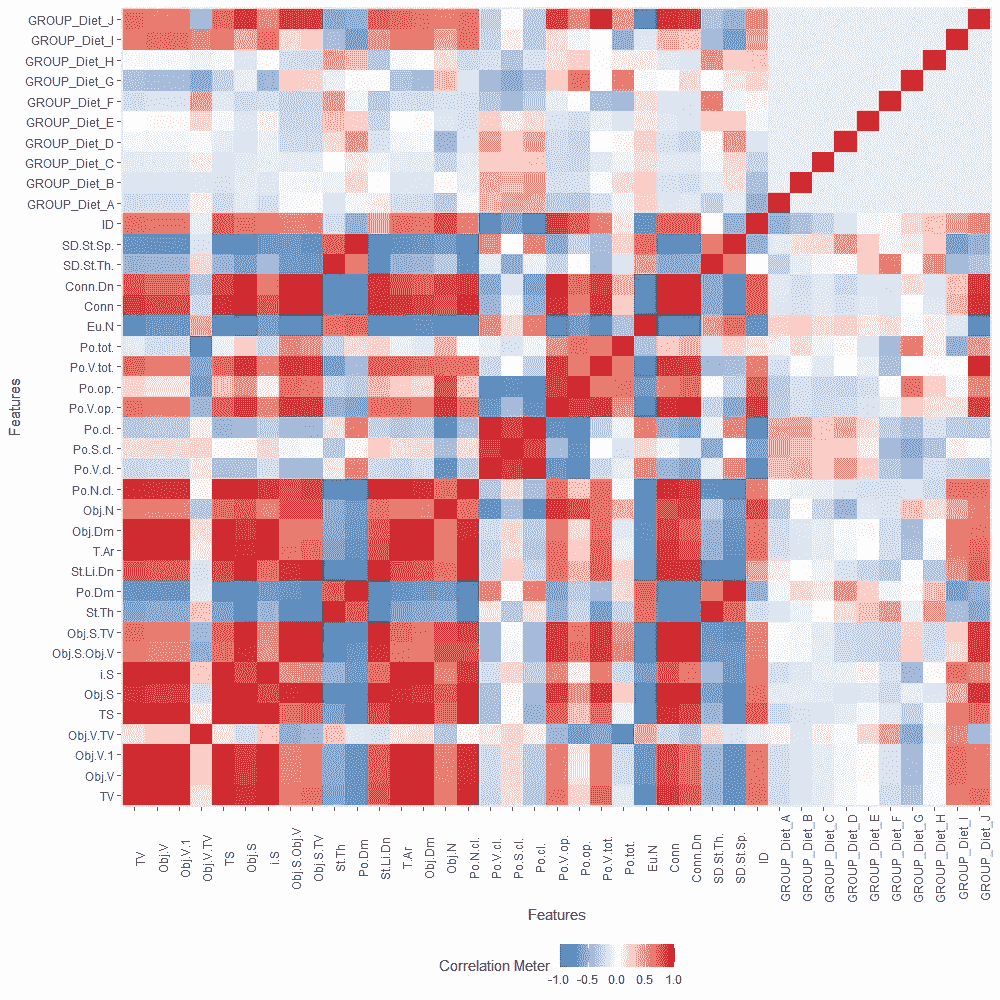 GROUP_Diet_J
GROUP_Diet_I
GROUP_Diet_H
GROUP_Diet_G
GROUP_Diet_F
GROUP_Diet_E
GROUP_Diet_D
GROUP_Diet_C
GROUP_Diet_B
GROUP_Diet_A
ID
SD.St.Sp.
SD.St.Th.
Conn.Dn
Conn
Eu.N
Po.tot.
Po.V.tot.
Po.op.
Po.V.op.
Po.cl.
Po.S.cl.
Po.V.cl.
Po.N.cl.
Obj.N
Obj.Dm
T.Ar
St.Li.Dn
Po.Dm
St.Th
Obj.S.TV
Obj.S.Obj.V
i.S
Obj.S
TS
Obj.V.TV
Obj.V.1
Obj.V
TV
Features
TV
Obj.V
Obj.V.1
Obj.V.TV
TS
Obj.S
i.S
Obj.S.Obj.V
Obj.S.TV
St.Th
Po.Dm
St.Li.Dn
T.Ar
Obj.Dm
Obj.N
Po.N.cl.
Po.V.cl.
Po.S.cl.
Po.cl.
Po.V.op.
Po.op.
Po.V.tot.
Po.tot.
Eu.N
Conn
Conn.Dn
SD.St.Th.
SD.St.Sp.
ID
GROUP_Diet_A
GROUP_Diet_B
GROUP_Diet_C
GROUP_Diet_D
GROUP_Diet_E
GROUP_Diet_F
GROUP_Diet_G
GROUP_Diet_H
GROUP_Diet_I
GROUP_Diet_J
Features
Correlation Meter
-1.0 -0.5 0.0 0.5 1.0